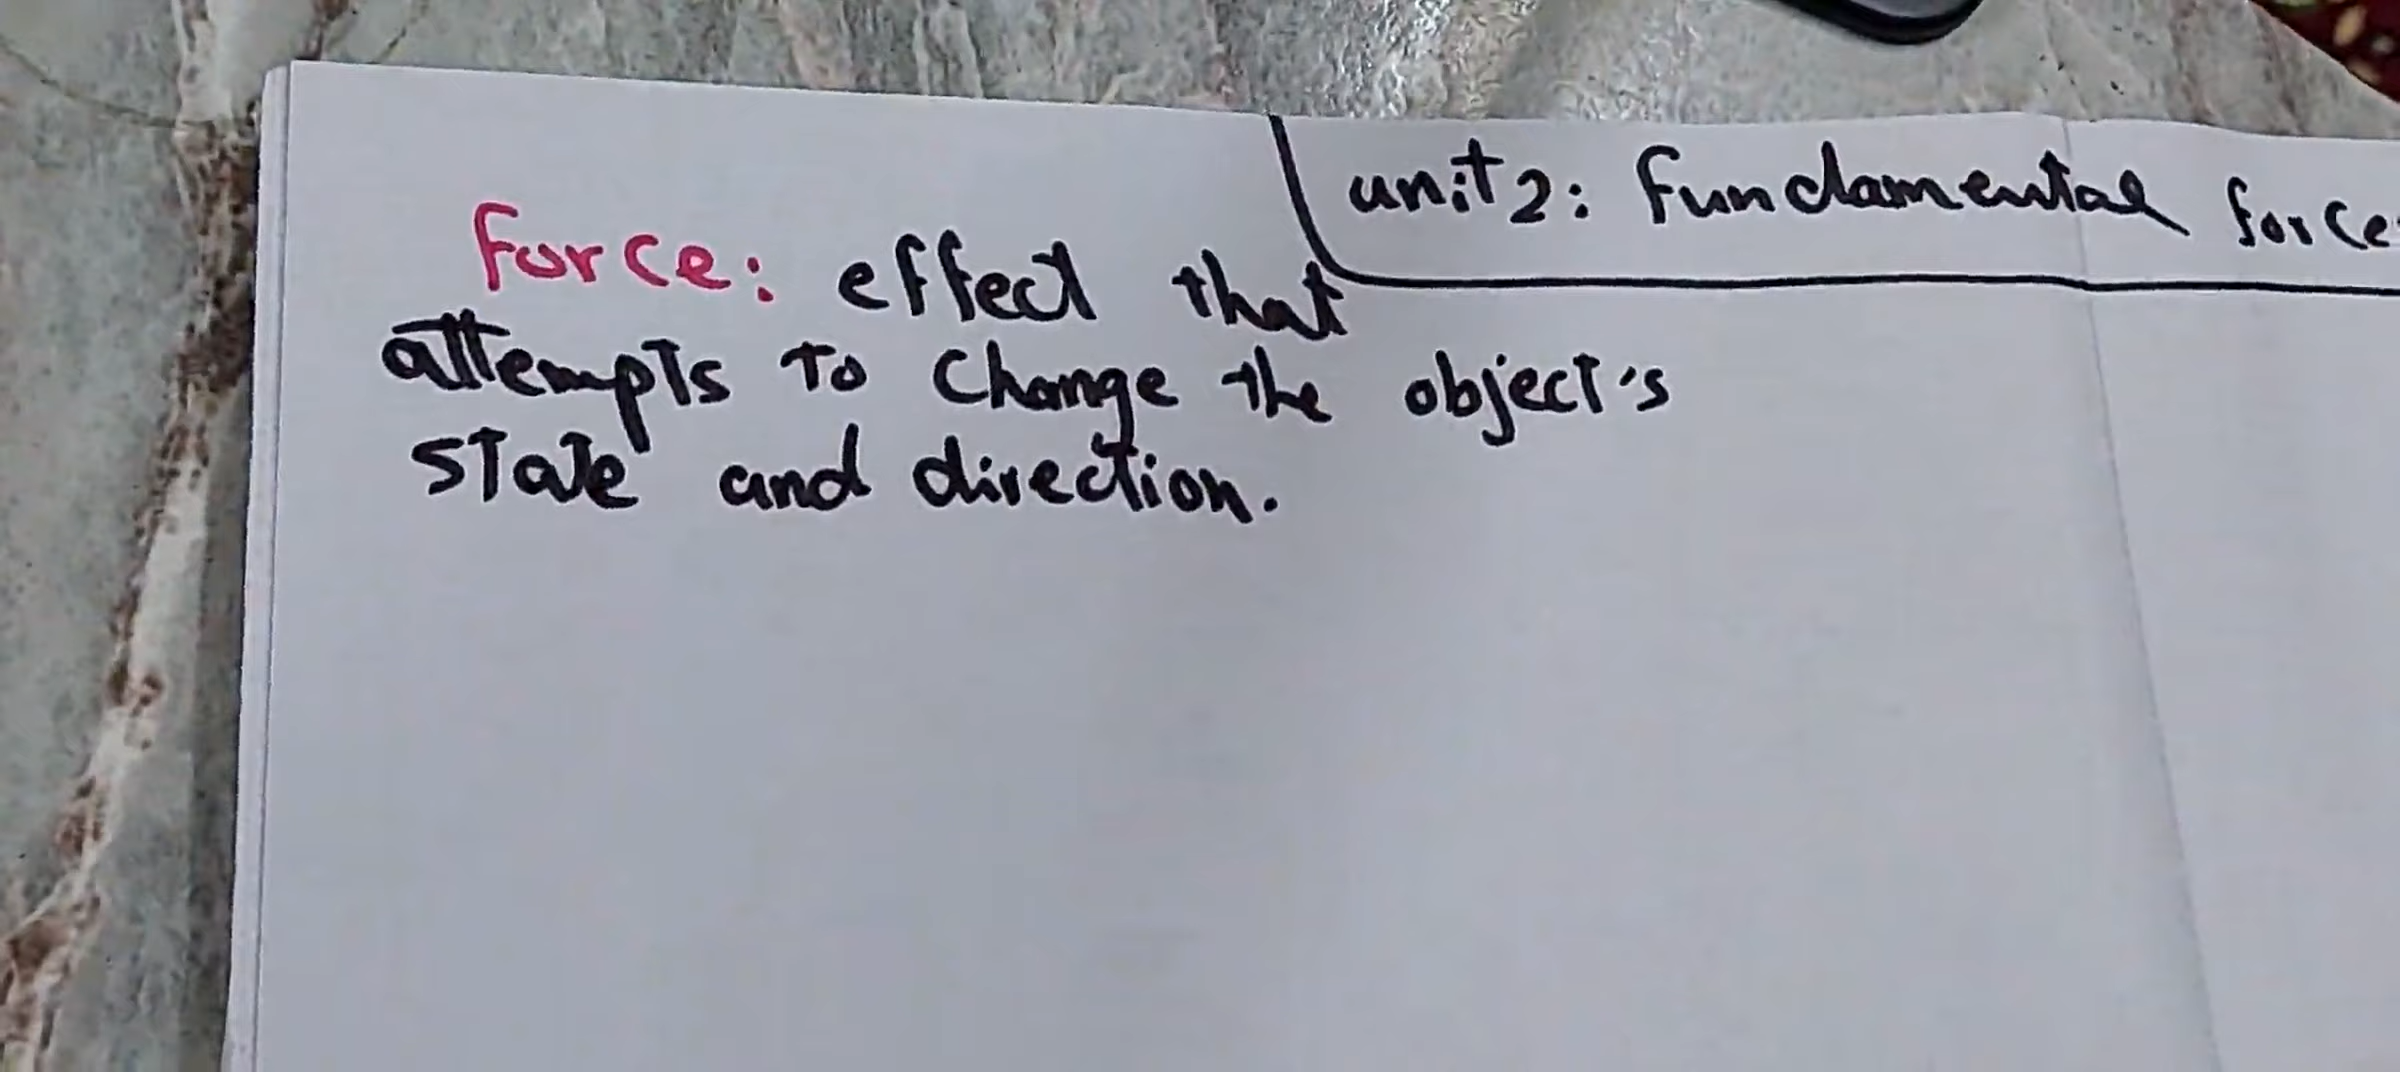 unit 2: Fundamental force
Force: effect that
attempts to change the object's
state and direction.